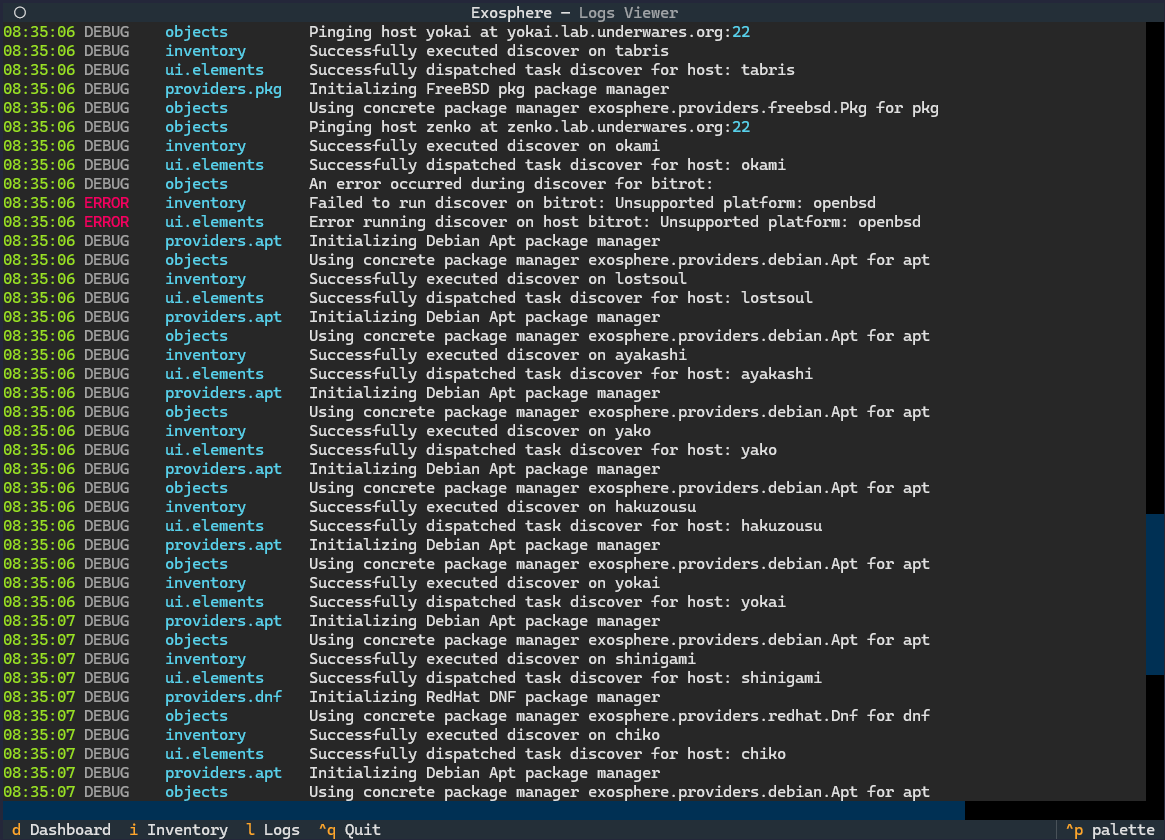 Exosphere — Logs Viewer
08:35:06 DEBUG objects Pinging host yokai at yokai.lab.underwares.org:22
08:35:06 DEBUG inventory Successfully executed discover on tabris
08:35:06 DEBUG ui.elements Successfully dispatched task discover for host: tabris
08:35:06 DEBUG providers.pkg Initializing FreeBSD pkg package manager
08:35:06 DEBUG objects Using concrete package manager exosphere.providers.freebsd.Pkg for pkg
08:35:06 DEBUG objects Pinging host zenko at zenko.lab.underwares.org:22
08:35:06 DEBUG inventory Successfully executed discover on okami
08:35:06 DEBUG ui.elements Successfully dispatched task discover for host: okami
08:35:06 DEBUG objects An error occurred during discover for bitrot:
08:35:06 ERROR inventory Failed to run discover on bitrot: Unsupported platform: openbsd
08:35:06 ERROR ui.elements Error running discover on host bitrot: Unsupported platform: openbsd
08:35:06 DEBUG providers.apt Initializing Debian Apt package manager
08:35:06 DEBUG objects Using concrete package manager exosphere.providers.debian.Apt for apt
08:35:06 DEBUG inventory Successfully executed discover on lostsoul
08:35:06 DEBUG ui.elements Successfully dispatched task discover for host: lostsoul
08:35:06 DEBUG providers.apt Initializing Debian Apt package manager
08:35:06 DEBUG objects Using concrete package manager exosphere.providers.debian.Apt for apt
08:35:06 DEBUG inventory Successfully executed discover on ayakashi
08:35:06 DEBUG ui.elements Successfully dispatched task discover for host: ayakashi
08:35:06 DEBUG providers.apt Initializing Debian Apt package manager
08:35:06 DEBUG objects Using concrete package manager exosphere.providers.debian.Apt for apt
08:35:06 DEBUG inventory Successfully executed discover on yako
08:35:06 DEBUG ui.elements Successfully dispatched task discover for host: yako
08:35:06 DEBUG providers.apt Initializing Debian Apt package manager
08:35:06 DEBUG objects Using concrete package manager exosphere.providers.debian.Apt for apt
08:35:06 DEBUG inventory Successfully executed discover on hakuzousu
08:35:06 DEBUG ui.elements Successfully dispatched task discover for host: hakuzousu
08:35:06 DEBUG providers.apt Initializing Debian Apt package manager
08:35:06 DEBUG objects Using concrete package manager exosphere.providers.debian.Apt for apt
08:35:06 DEBUG inventory Successfully executed discover on yokai
08:35:06 DEBUG ui.elements Successfully dispatched task discover for host: yokai
08:35:07 DEBUG providers.apt Initializing Debian Apt package manager
08:35:07 DEBUG objects Using concrete package manager exosphere.providers.debian.Apt for apt
08:35:07 DEBUG inventory Successfully executed discover on shinigami
08:35:07 DEBUG ui.elements Successfully dispatched task discover for host: shinigami
08:35:07 DEBUG providers.dnf Initializing RedHat DNF package manager
08:35:07 DEBUG objects Using concrete package manager exosphere.providers.redhat.Dnf for dnf
08:35:07 DEBUG inventory Successfully executed discover on chiko
08:35:07 DEBUG ui.elements Successfully dispatched task discover for host: chiko
08:35:07 DEBUG providers.apt Initializing Debian Apt package manager
08:35:07 DEBUG objects Using concrete package manager exosphere.providers.debian.Apt for apt
d Dashboard i Inventory l Logs ^q Quit ^p palette